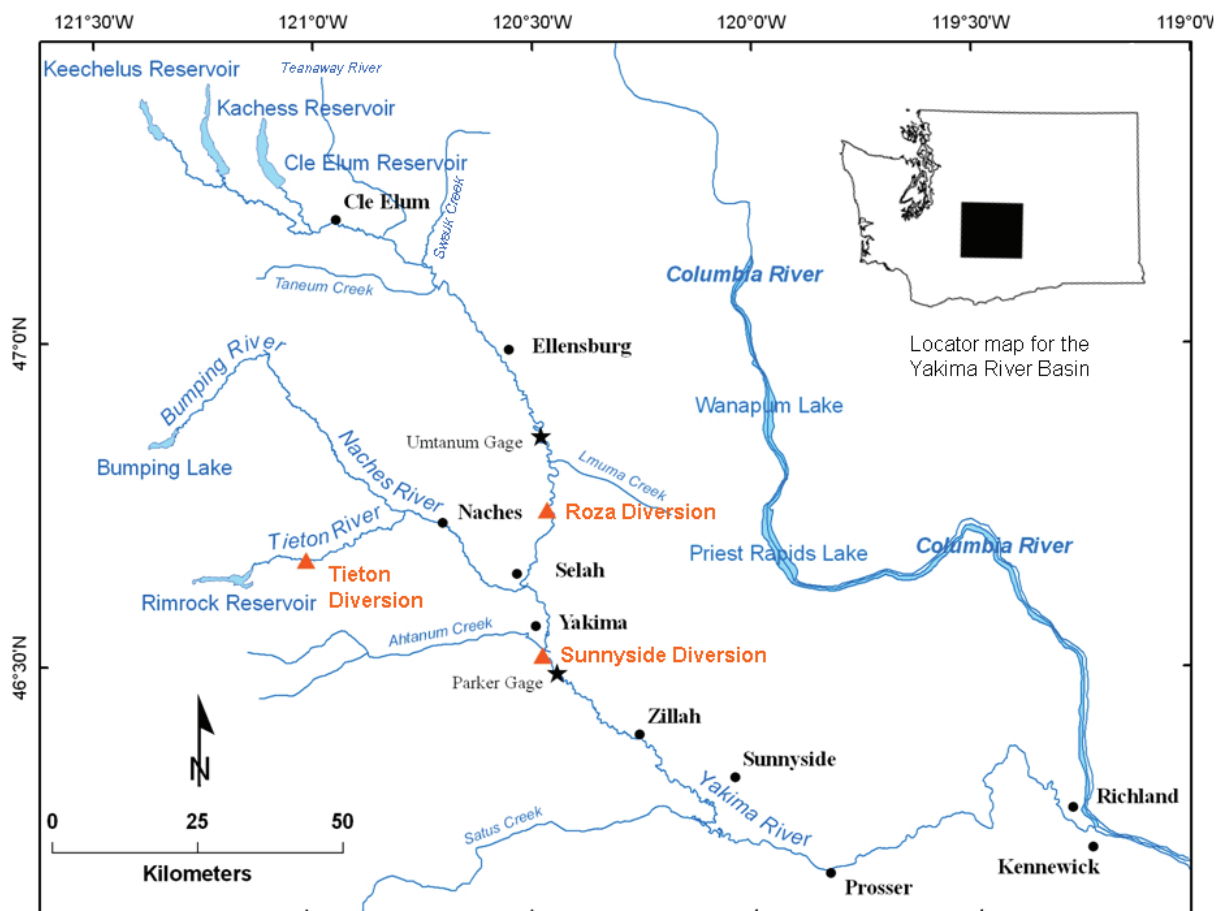 121°30'W
121°0'W
120°30'W
120°0'W
119°30'W
119°0'W
Keechelus Reservoir
Teanaway River
Kachess Reservoir
Cle Elum Reservoir
Cle Elum
Swauk Creek
Taneum Creek
Columbia River
Locator map for the
Yakima River Basin
47°0'N
Ellensburg
Bumping River
Wanapum Lake
Umtanum Gage
Bumping Lake
Naches River
Lmuma Creek
Naches
Roza Diversion
Tieton River
Priest Rapids Lake
Columbia River
Selah
Tieton
Diversion
Rimrock Reservoir
Yakima
Ahtanum Creek
Sunnyside Diversion
46°30'N
Parker Gage
Zillah
N
Sunnyside
Yakima River
Richland
0 25 50
Satus Creek
Kilometers
Kennewick
Prosser